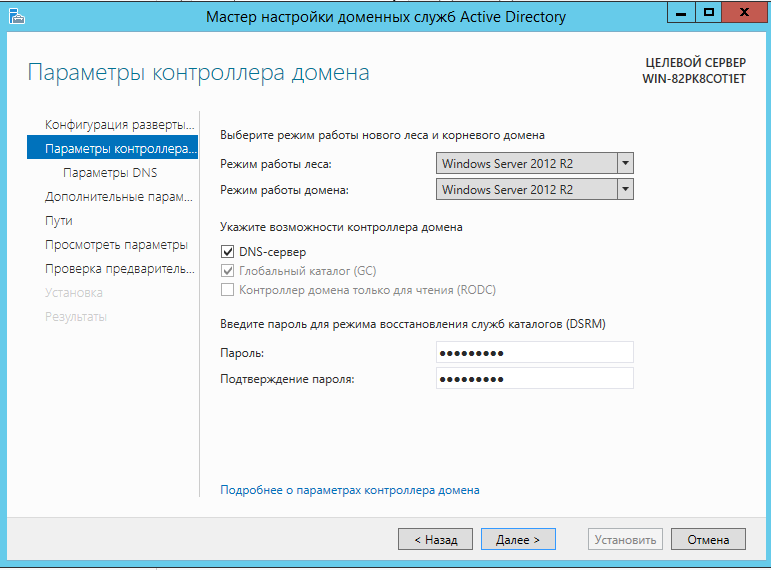 Мастер настройки доменных служб Active Directory
Параметры контроллера домена
ЦЕЛЕВОЙ СЕРВЕР
WIN-82PK8COT1ET
Конфигурация разверты...
Параметры контроллера...
Параметры DNS
Дополнительные парам...
Пути
Просмотреть параметры
Проверка предваритель...
Установка
Результаты
Выберите режим работы нового леса и корневого домена
Режим работы леса: Windows Server 2012 R2
Режим работы домена: Windows Server 2012 R2
Укажите возможности контроллера домена
DNS-сервер
Глобальный каталог (GC)
Контроллер домена только для чтения (RODC)
Введите пароль для режима восстановления служб каталогов (DSRM)
Пароль: ●●●●●●●●●
Подтверждение пароля: ●●●●●●●●●
Подробнее о параметрах контроллера домена
< Назад Далее > Установить Отмена